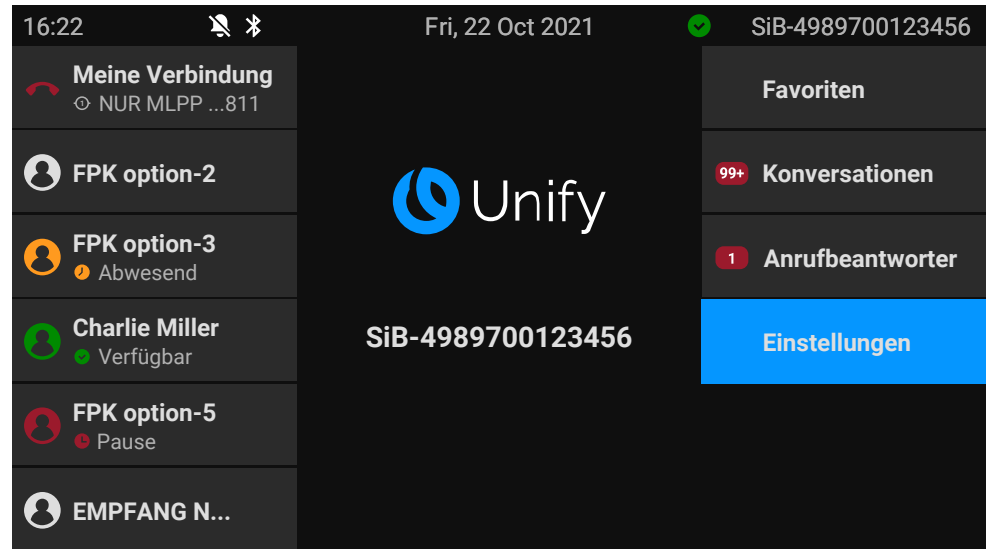 16:22
Fri, 22 Oct 2021
SiB-4989700123456
Meine Verbindung
NUR MLPP ...811
FPK option-2
FPK option-3
Abwesend
Charlie Miller
Verfügbar
FPK option-5
Pause
EMPFANG N...
Unify
SiB-4989700123456
Favoriten
99+ Konversationen
1 Anrufbeantworter
Einstellungen